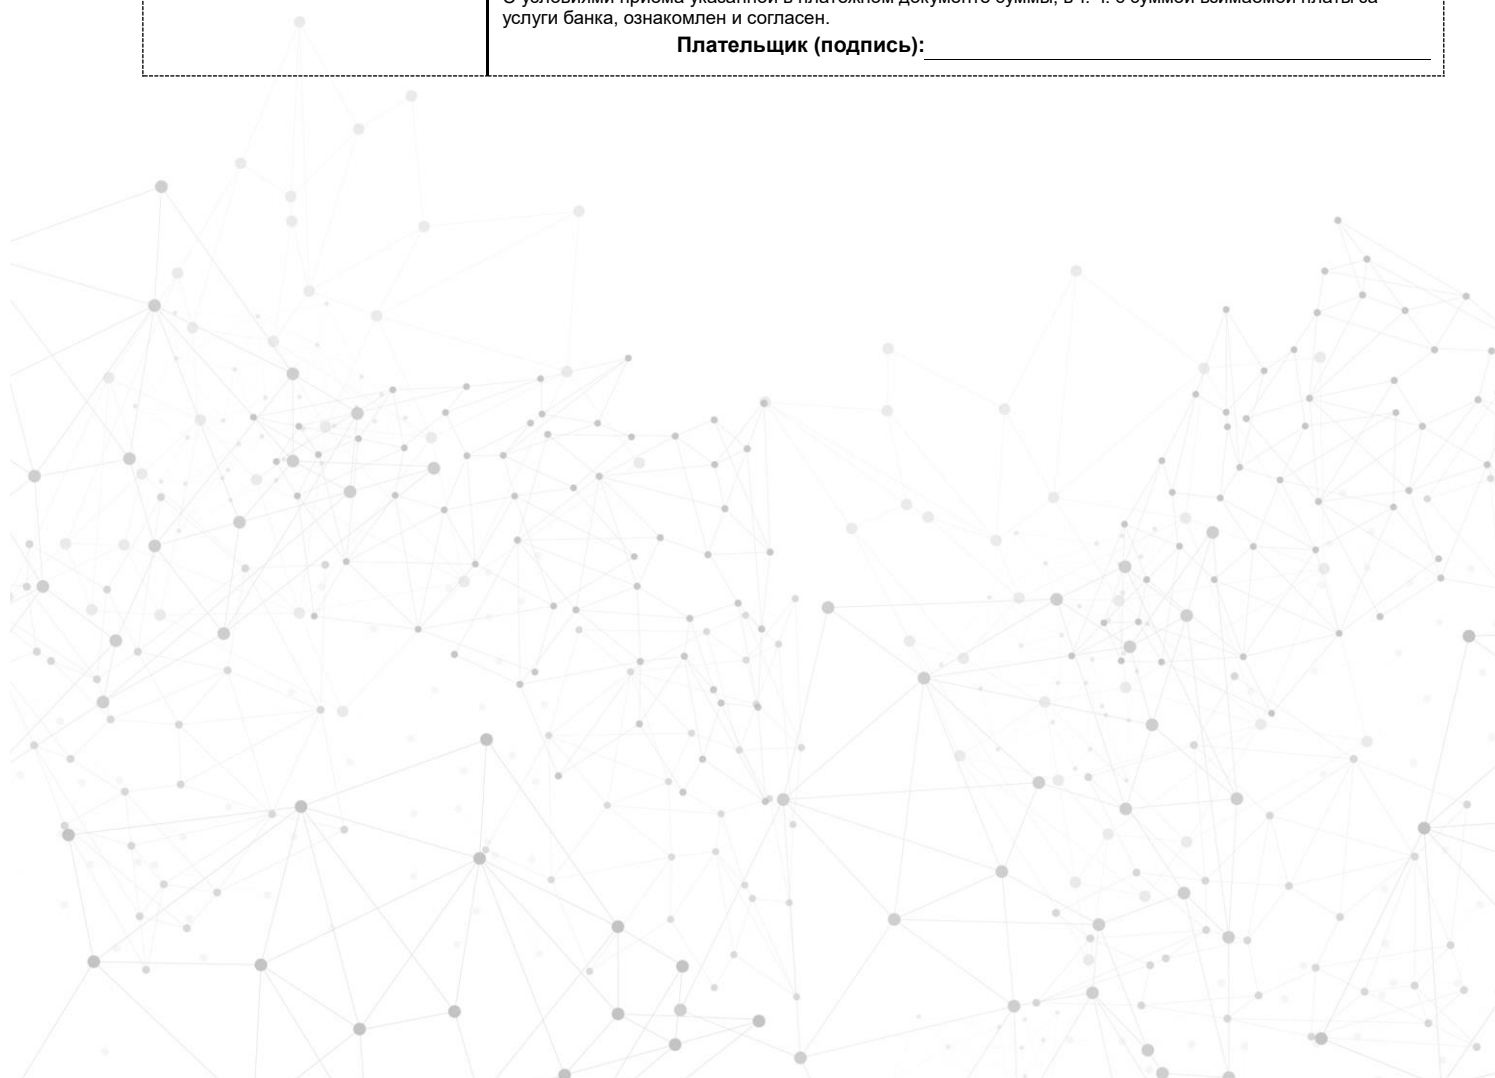 С условиями приема указанной в платежном документе суммы, в т. ч. с суммой взимаемой платы за
услуги банка, ознакомлен и согласен.
Плательщик (подпись):